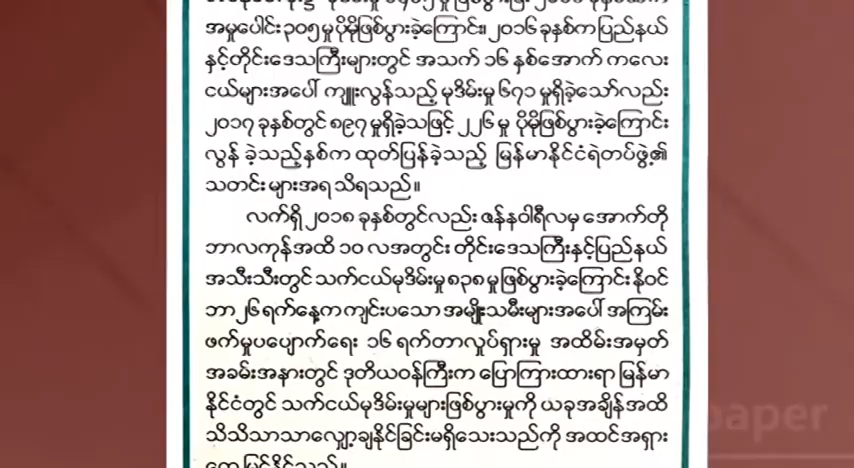 အမှုပေါင်း ၃၀၅ မှု ပိုမိုဖြစ်ပွားခဲ့ကြောင်း၊ ၂၀၁၆ ခုနှစ်က ပြည်နယ်
နှင့်တိုင်းဒေသကြီးများတွင် အသက် ၁၆ နှစ်အောက် ကလေး
ငယ်များအပေါ် ကျူးလွန်သည့် မုဒိမ်းမှု ၆၇၁ မှုရှိခဲ့သော်လည်း
၂၀၁၇ ခုနှစ်တွင် ၈၉၇ မှုရှိခဲ့သဖြင့် ၂၂၆ မှု ပိုမိုဖြစ်ပွားခဲ့ကြောင်း
လွန် ခဲ့သည့်နှစ်က ထုတ်ပြန်ခဲ့သည့် မြန်မာနိုင်ငံရဲတပ်ဖွဲ့၏
သတင်း များအရ သိရသည်။
လက်ရှိ ၂၀၁၈ ခုနှစ်တွင်လည်း ဇန်နဝါရီလမှ အောက်တို
ဘာလကုန်အထိ ၁၀ လအတွင်း တိုင်းဒေသကြီးနှင့်ပြည်နယ်
အသီးသီးတွင် သက်ငယ်မုဒိမ်းမှု ၈၃၈ မှုဖြစ်ပွားခဲ့ကြောင်း နိုဝင်
ဘာ ၂၆ ရက်နေ့က ကျင်းပသော အမျိုးသမီးများအပေါ် အကြမ်း
ဖက်မှုပပျောက်ရေး ၁၆ ရက်တာလှုပ်ရှားမှု အထိမ်းအမှတ်
အခမ်းအနားတွင် ဒုတိယဝန်ကြီးက ပြောကြားထားရာ မြန်မာ
နိုင်ငံတွင် သက်ငယ်မုဒိမ်းမှုများဖြစ်ပွားမှုကို ယခုအချိန်အထိ
သိသိသာသာလျှော့ချနိုင်ခြင်းမရှိသေးသည်ကို အထင်အရှား
paper